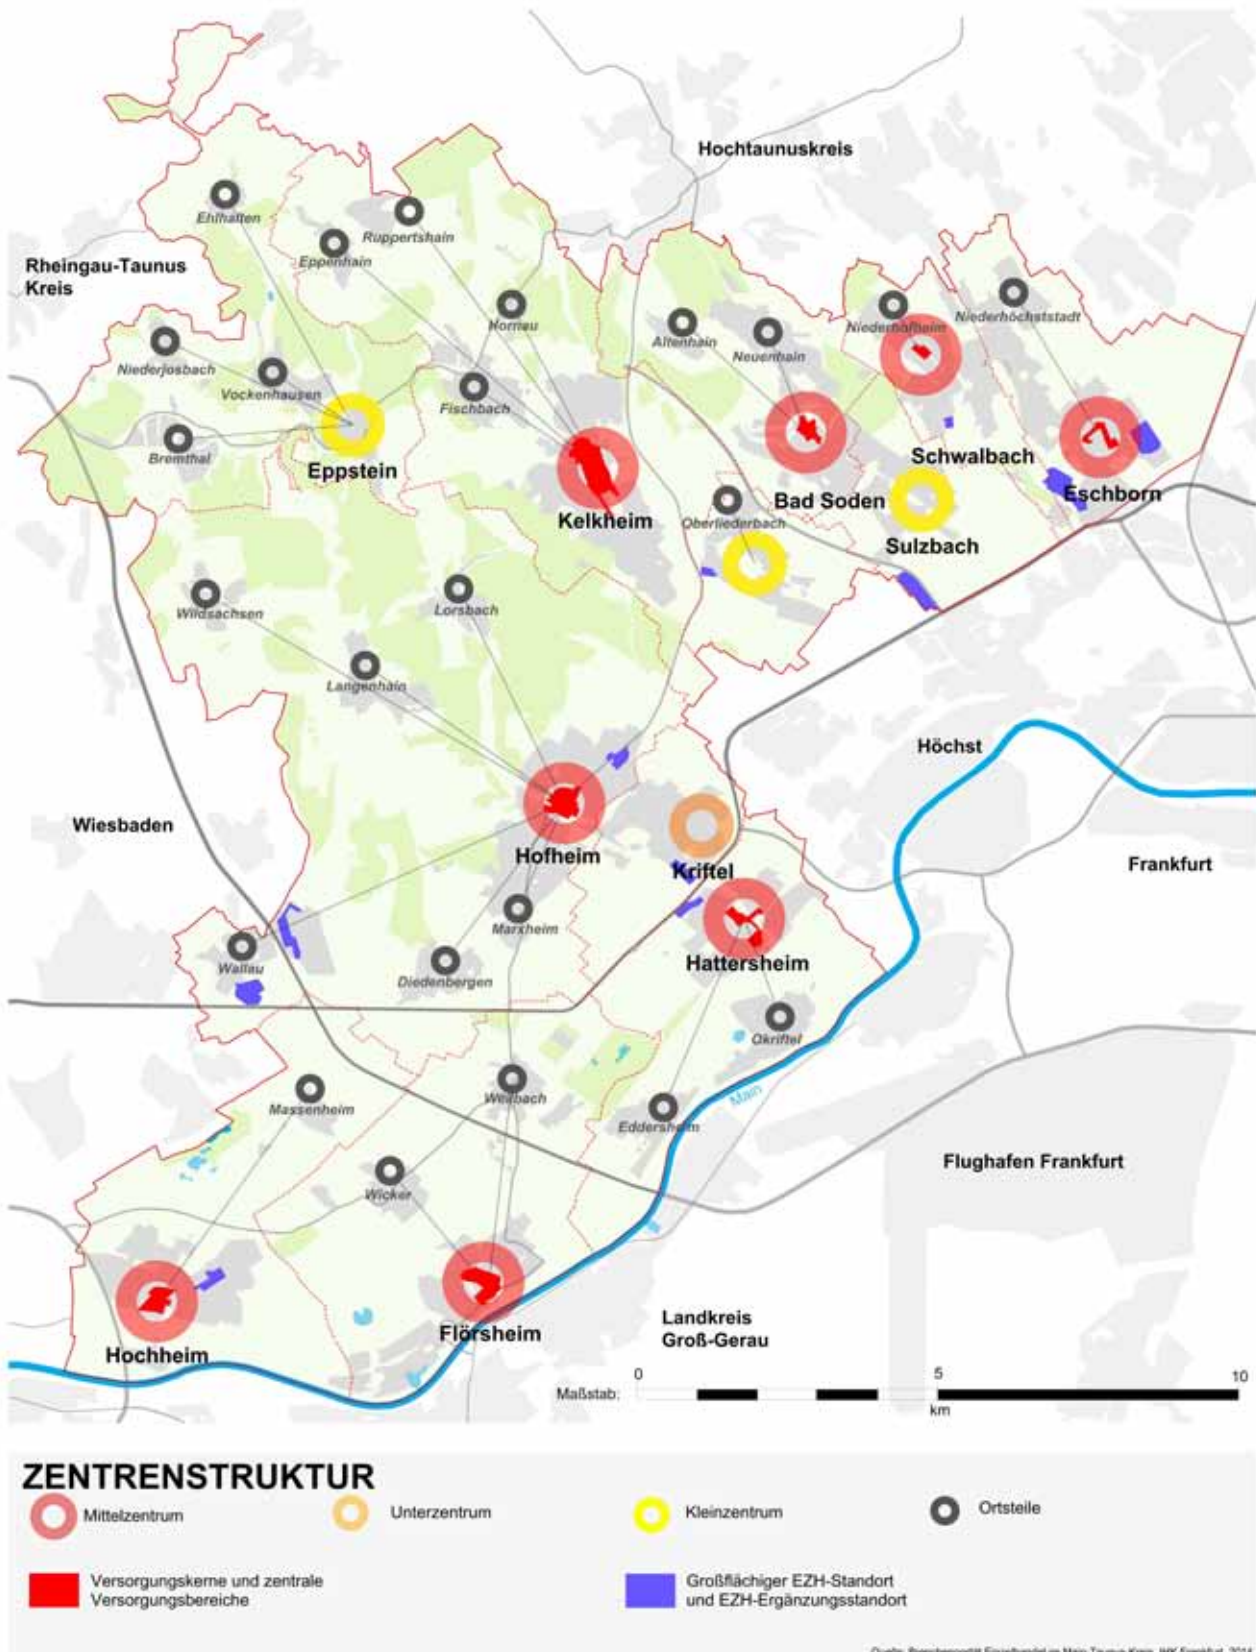 Hochtaunuskreis
Ehlhalten
Ruppertshain
Eppenhain
Rheingau-Taunus
Kreis
Hornau
Altenhain
Neuenhain
Niederhofheim
Niederhöchststadt
Niederjosbach
Vockenhausen
Fischbach
Bremthal
Eppstein
Kelkheim
Bad Soden
Schwalbach
Eschborn
Oberliederbach
Sulzbach
Wildsachsen
Lorsbach
Langenhain
Höchst
Wiesbaden
Hofheim
Kriftel
Frankfurt
Marxheim
Wallau
Diedenbergen
Hattersheim
Okriftel
Main
Massenheim
Weilbach
Eddersheim
Wicker
Flughafen Frankfurt
Hochheim
Flörsheim
Landkreis
Groß-Gerau
Maßstab:
0
5
10
km
ZENTRENSTRUKTUR
Mittelzentrum
Unterzentrum
Kleinzentrum
Ortsteile
Versorgungskerne und zentrale
Versorgungsbereiche
Großflächiger EZH-Standort
und EZH-Ergänzungsstandort